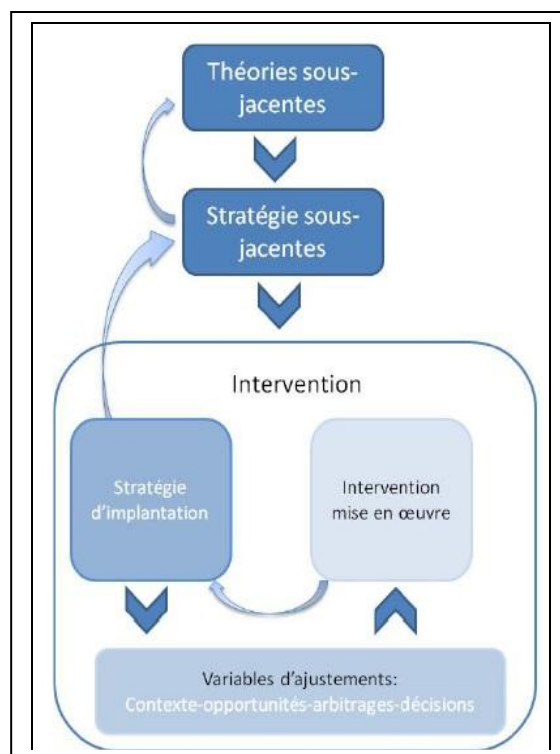 Théories sous-
jacentes
Stratégie sous-
jacentes
Intervention
Stratégie
d'implantation
Intervention
mise en œuvre
Variables d'ajustements:
Contexte-opportunités-arbitrages-décisions